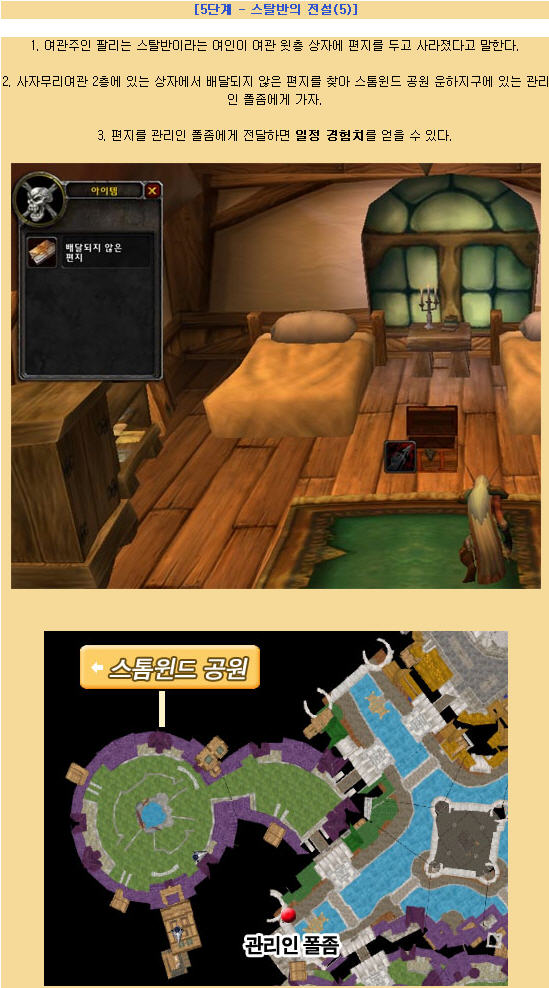 [5단계 - 스탈반의 전설(5)]
1. 여관주인 팔리는 스탈반이라는 여인이 여관 윗층 상자에 편지를 두고 사라졌다고 말한다.
2. 사자무리여관 2층에 있는 상자에서 배달되지 않은 편지를 찾아 스톰윈드 공원 운하지구에 있는 관리
인 폴좀에게 가자.
3. 편지를 관리인 폴좀에게 전달하면 일정 경험치를 얻을 수 있다.
아이템
배달되지 않은
편지
스톰윈드 공원
관리인 폴좀